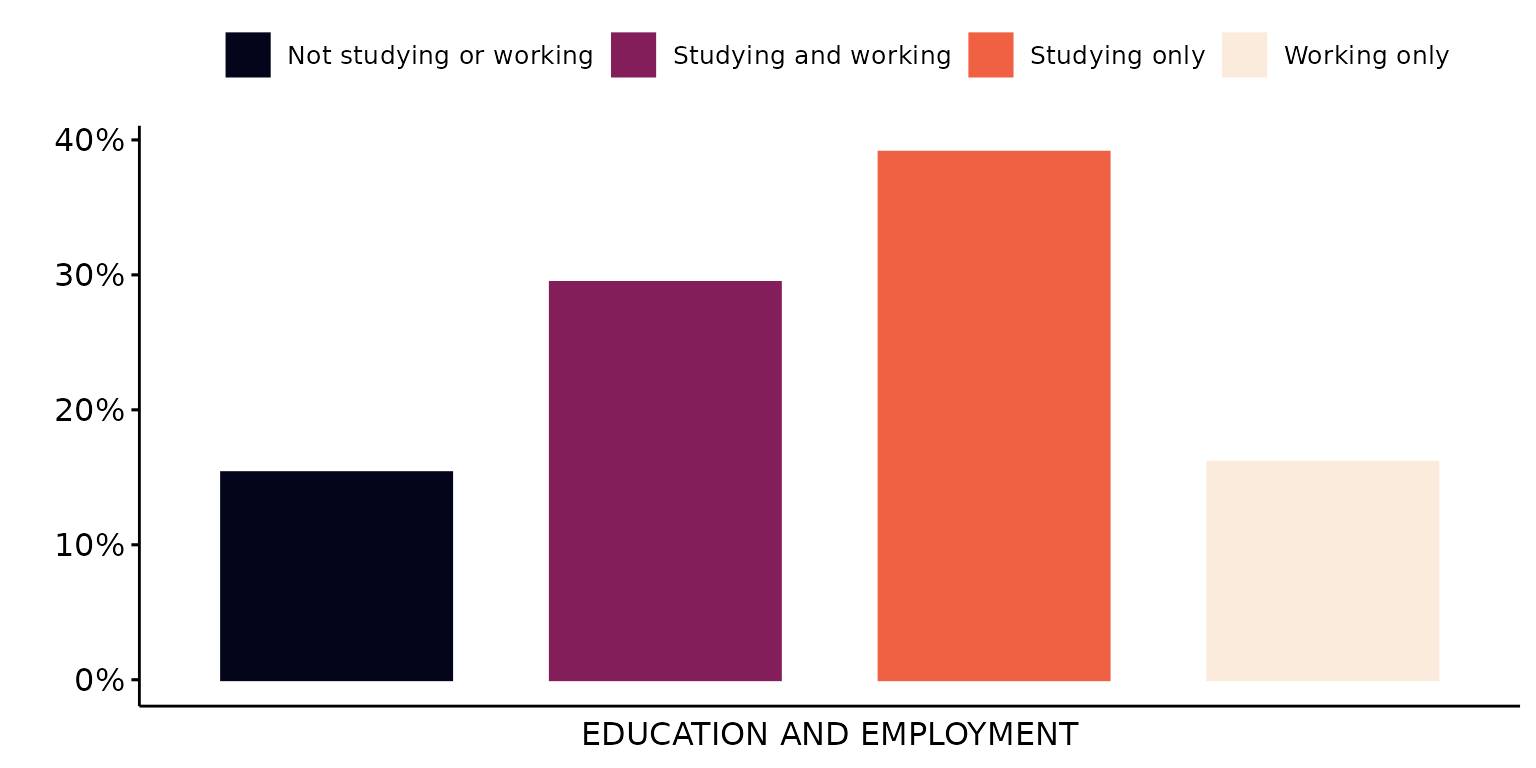 Not studying or working
Studying and working
Studying only
Working only
40%
30%
20%
10%
0%
EDUCATION AND EMPLOYMENT